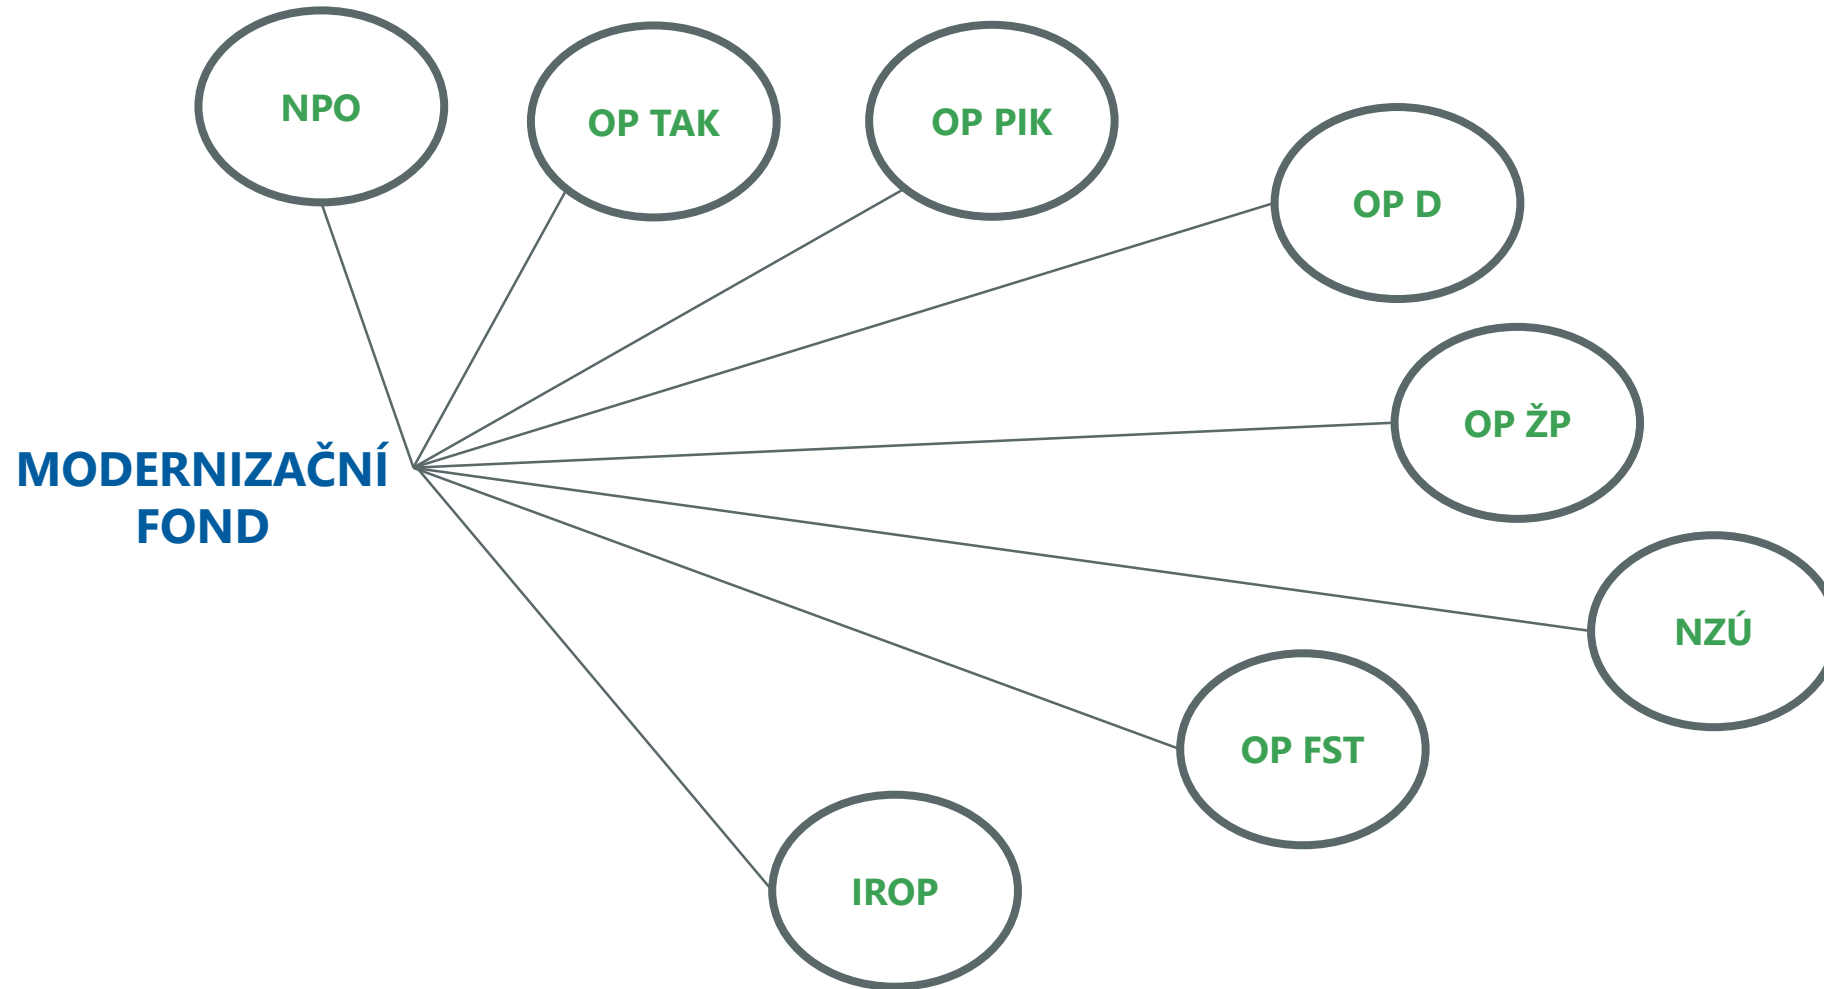 NPO
OP TAK
OP PIK
OP D
OP ŽP
MODERNIZAČNÍ
FOND
NZÚ
OP FST
IROP